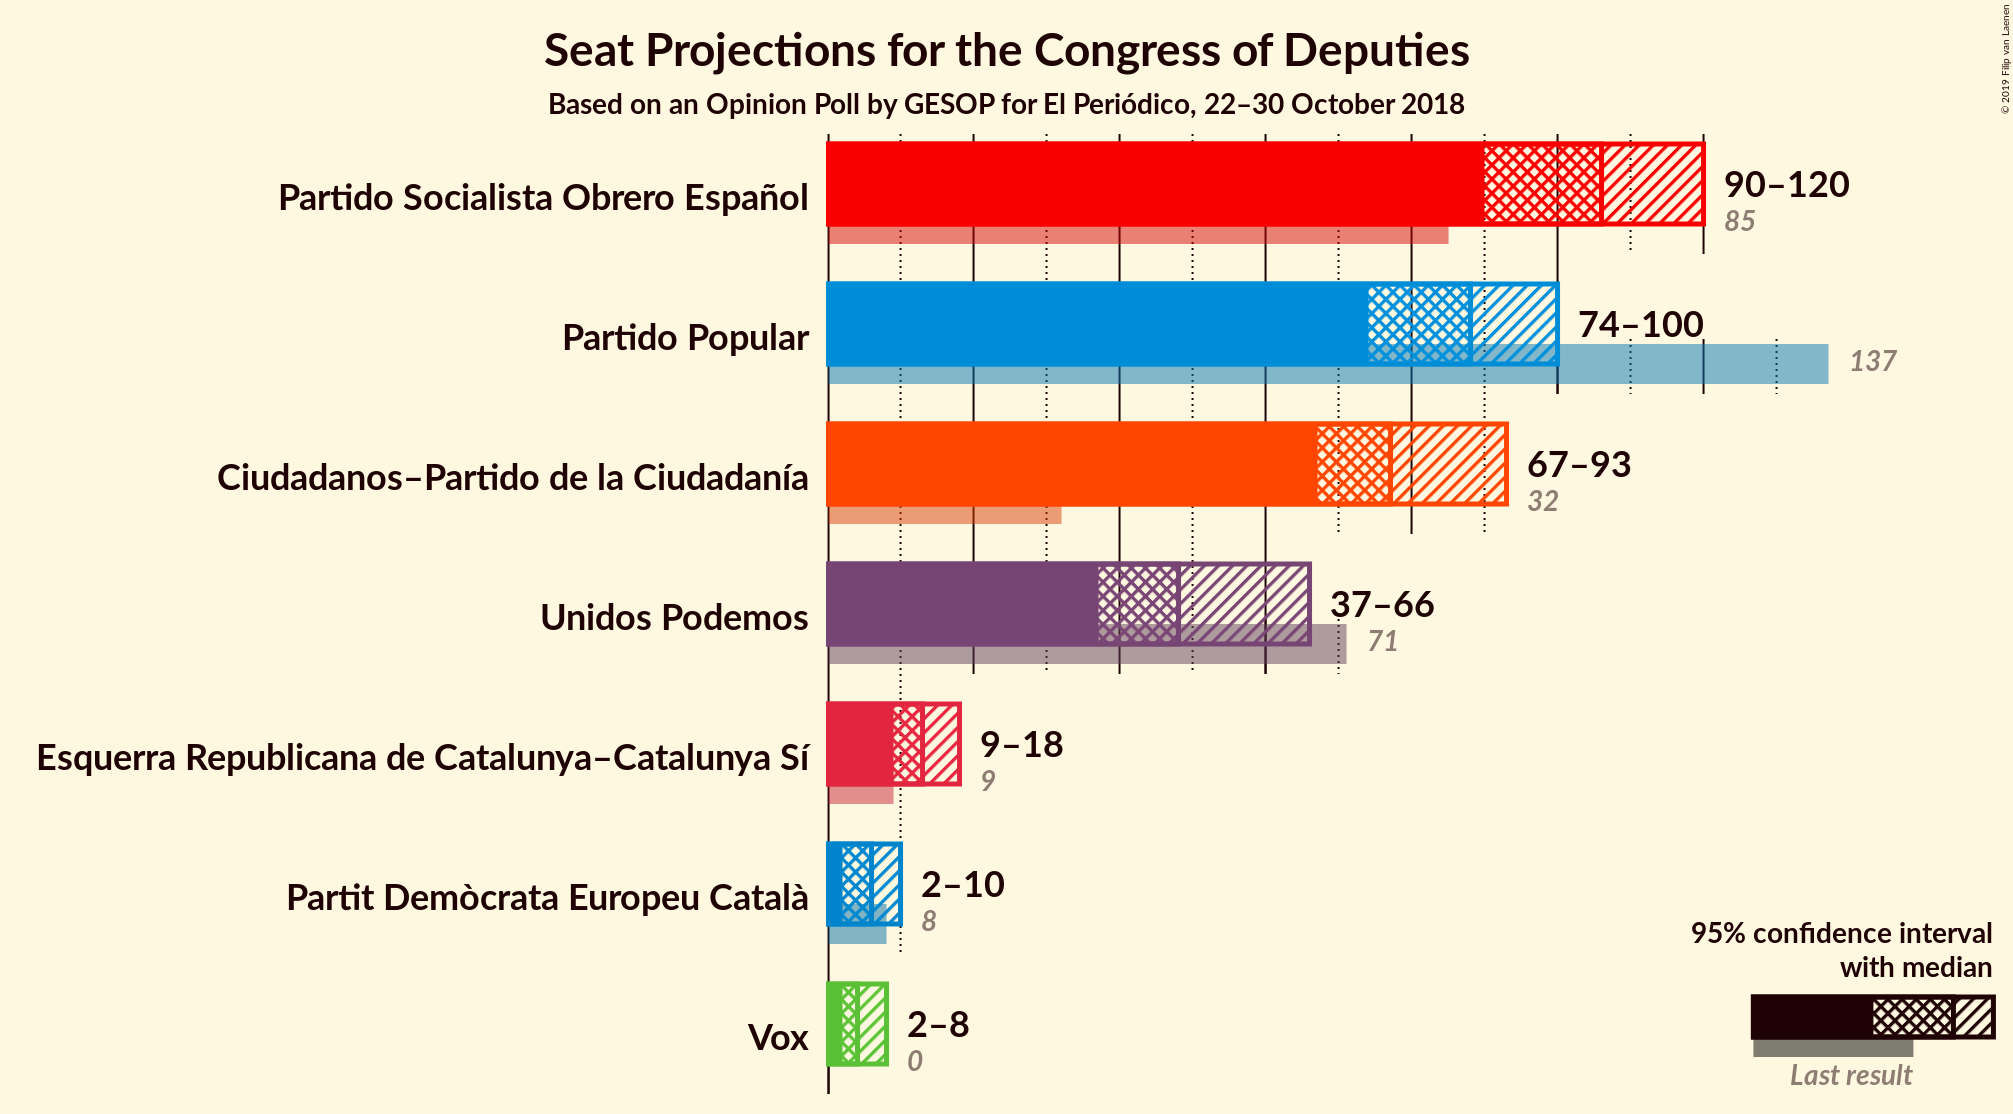 Seat Projections for the Congress of Deputies
Based on an Opinion Poll by GESOP for El Periódico, 22–30 October 2018
© 2019 Filip van Laenen
Partido Socialista Obrero Español
90–120
85
Partido Popular
74–100
137
Ciudadanos–Partido de la Ciudadanía
67–93
32
Unidos Podemos
37–66
71
Esquerra Republicana de Catalunya–Catalunya Sí
9–18
9
Partit Demòcrata Europeu Català
2–10
8
Vox
2–8
0
95% confidence interval
with median
Last result